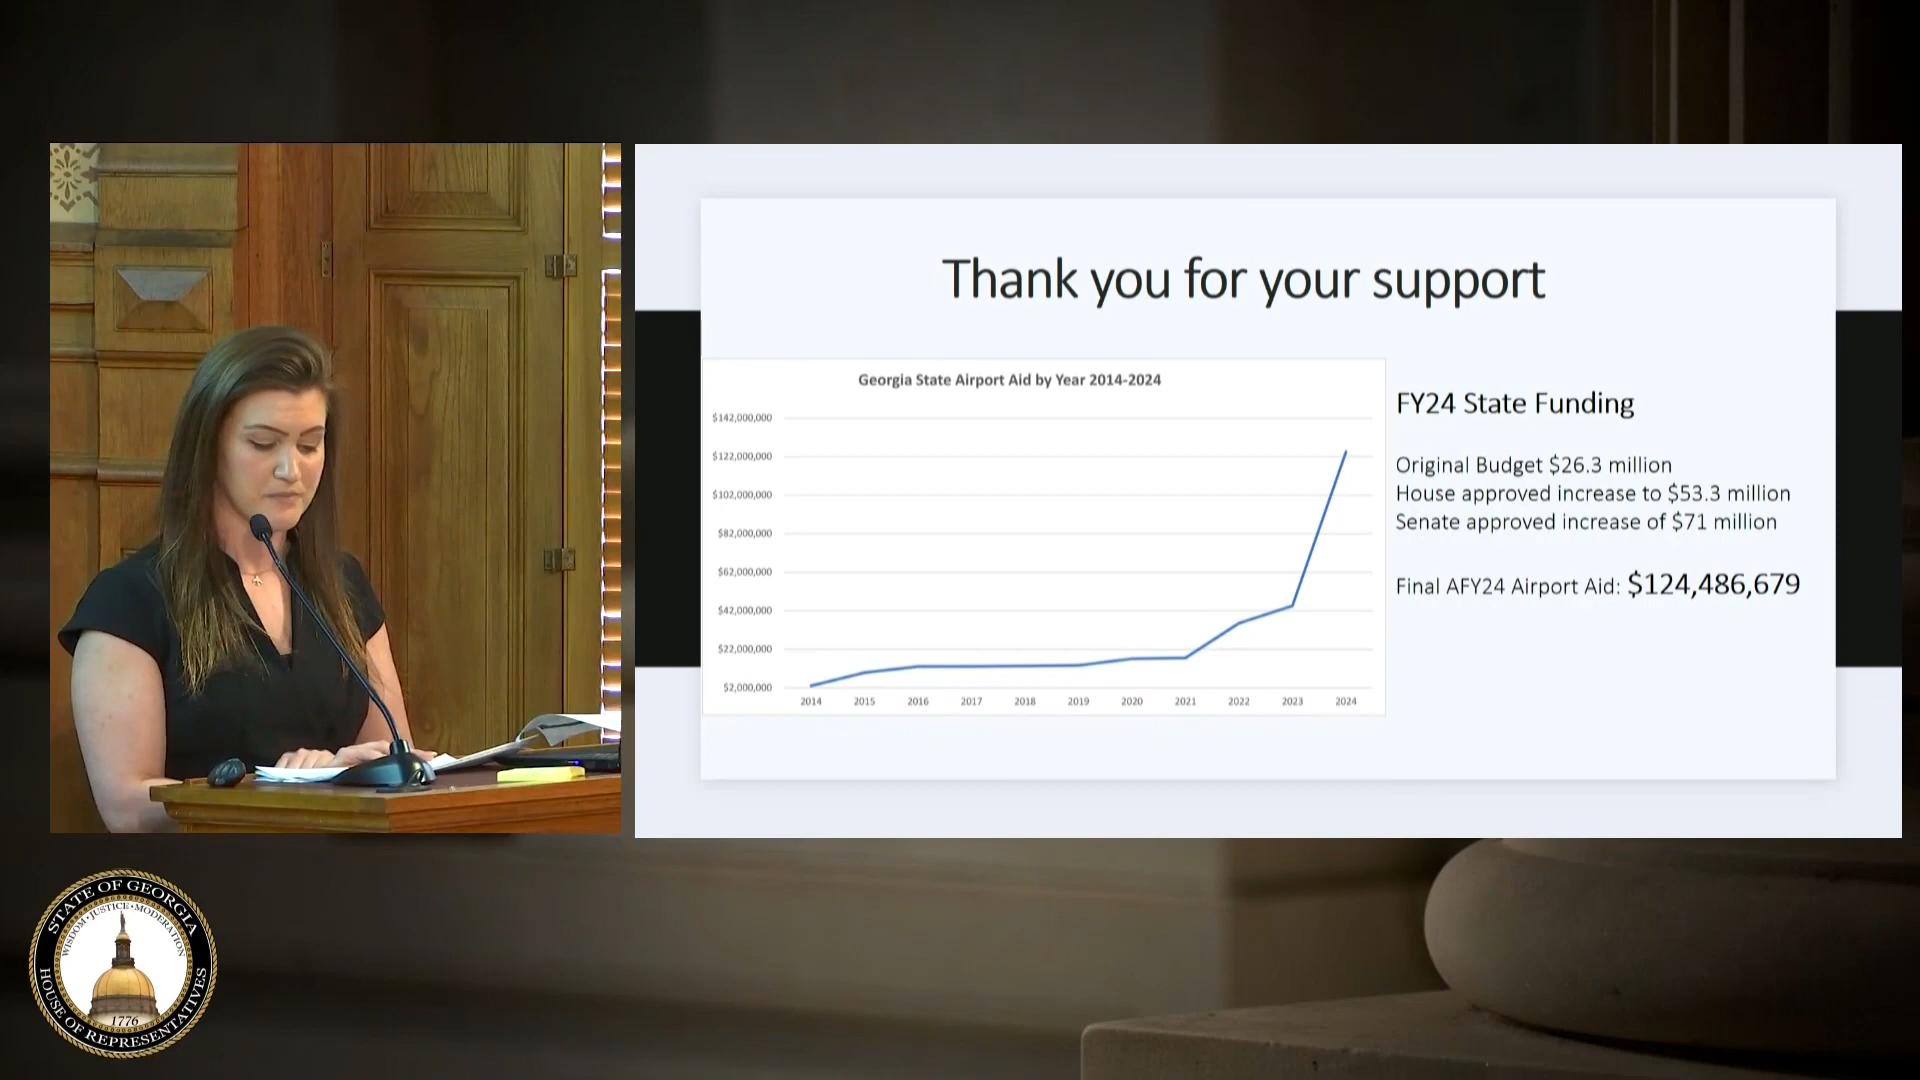 Thank you for your support
Georgia State Airport Aid by Year 2014-2024
$142,000,000
$122,000,000
$102,000,000
$82,000,000
$62,000,000
$42,000,000
$22,000,000
$2,000,000
2014 2015 2016 2017 2018 2019 2020 2021 2022 2023 2024
FY24 State Funding
Original Budget $26.3 million
House approved increase to $53.3 million
Senate approved increase of $71 million
Final AFY24 Airport Aid: $124,486,679
STATE OF GEORGIA
WISDOM • JUSTICE • MODERATION
1776
HOUSE OF REPRESENTATIVES